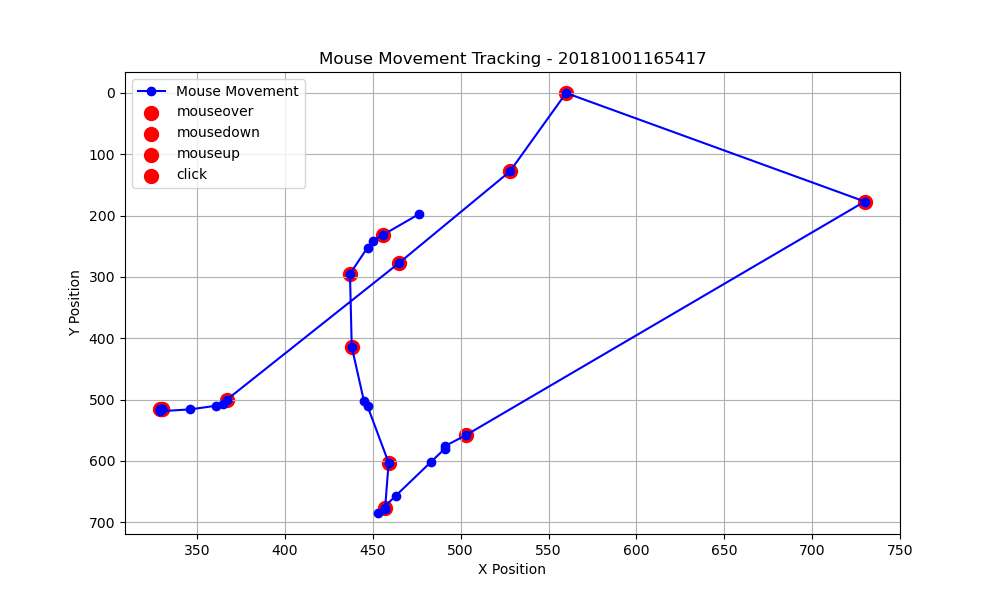 Mouse Movement Tracking - 20181001165417
Mouse Movement
mouseover
mousedown
mouseup
click
Y Position
0
100
200
300
400
500
600
700
350
400
450
500
550
600
650
700
750
X Position